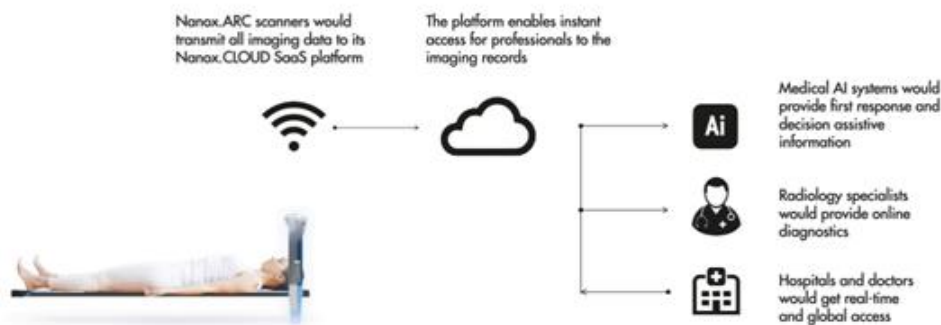 Nanox.ARC scanners would
transmit all imaging data to its
Nanox.CLOUD SaaS platform
The platform enables instant
access for professionals to the
imaging records
Ai
Medical AI systems would
provide first response and
decision assistive
information
Radiology specialists
would provide online
diagnostics
Hospitals and doctors
would get real-time
and global access